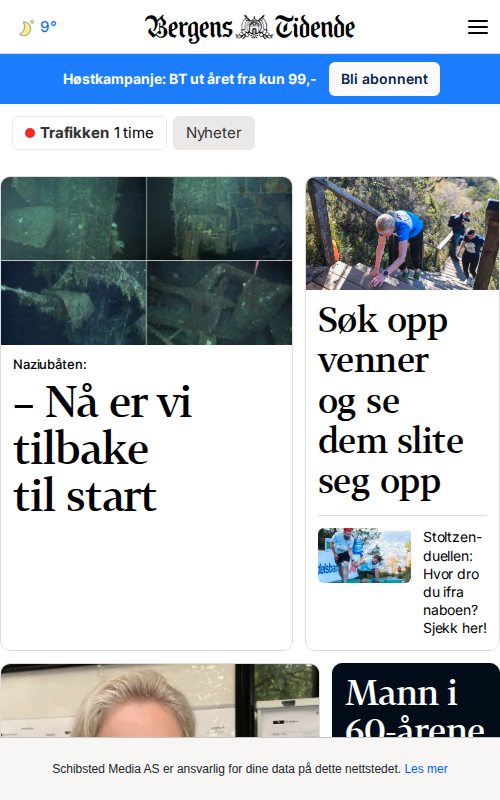 9°
Bergens Tidende
Høstkampanje: BT ut året fra kun 99,-
Bli abonnent
Trafikken 1 time
Nyheter
Naziubåten:
– Nå er vi
tilbake
til start
Søk opp
venner
og se
dem slite
seg opp
Stoltzen-
duellen:
Hvor dro
du ifra
naboen?
Sjekk her!
Mann i
60-årene
Schibsted Media AS er ansvarlig for dine data på dette nettstedet. Les mer